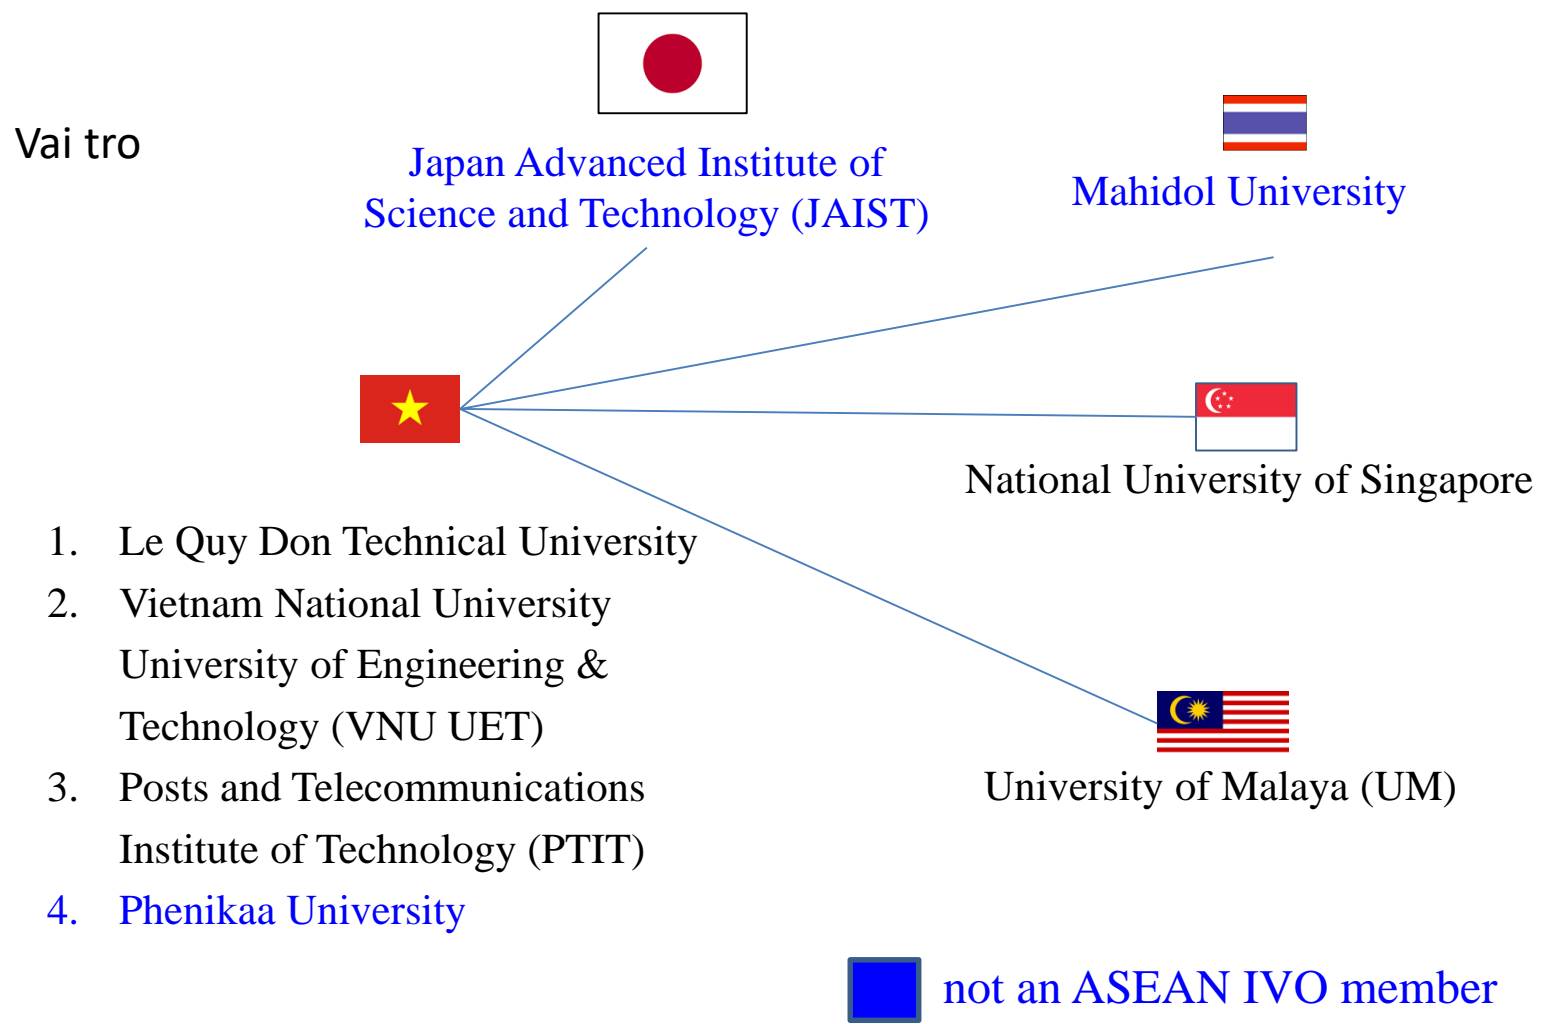 Vai tro
Japan Advanced Institute of
Science and Technology (JAIST)
Mahidol University
National University of Singapore
1. Le Quy Don Technical University
2. Vietnam National University
University of Engineering &
Technology (VNU UET)
3. Posts and Telecommunications
Institute of Technology (PTIT)
4. Phenikaa University
University of Malaya (UM)
not an ASEAN IVO member